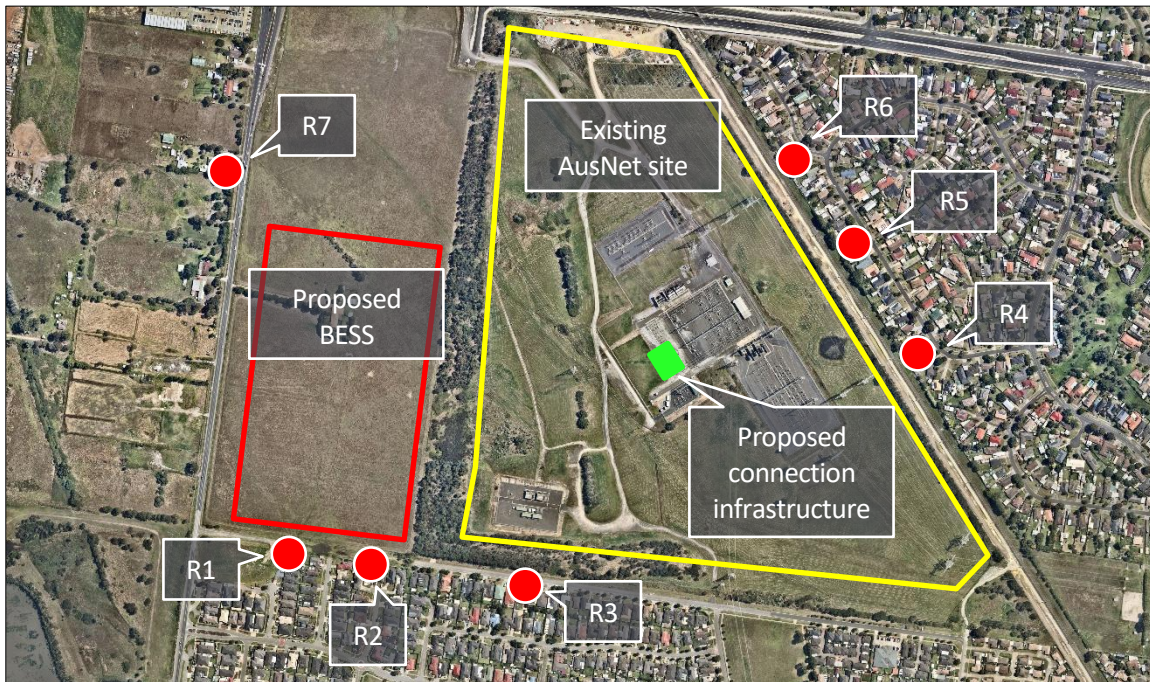 R7
Existing
AusNet site
R6
R5
Proposed
BESS
R4
Proposed
connection
infrastructure
R1
R2
R3